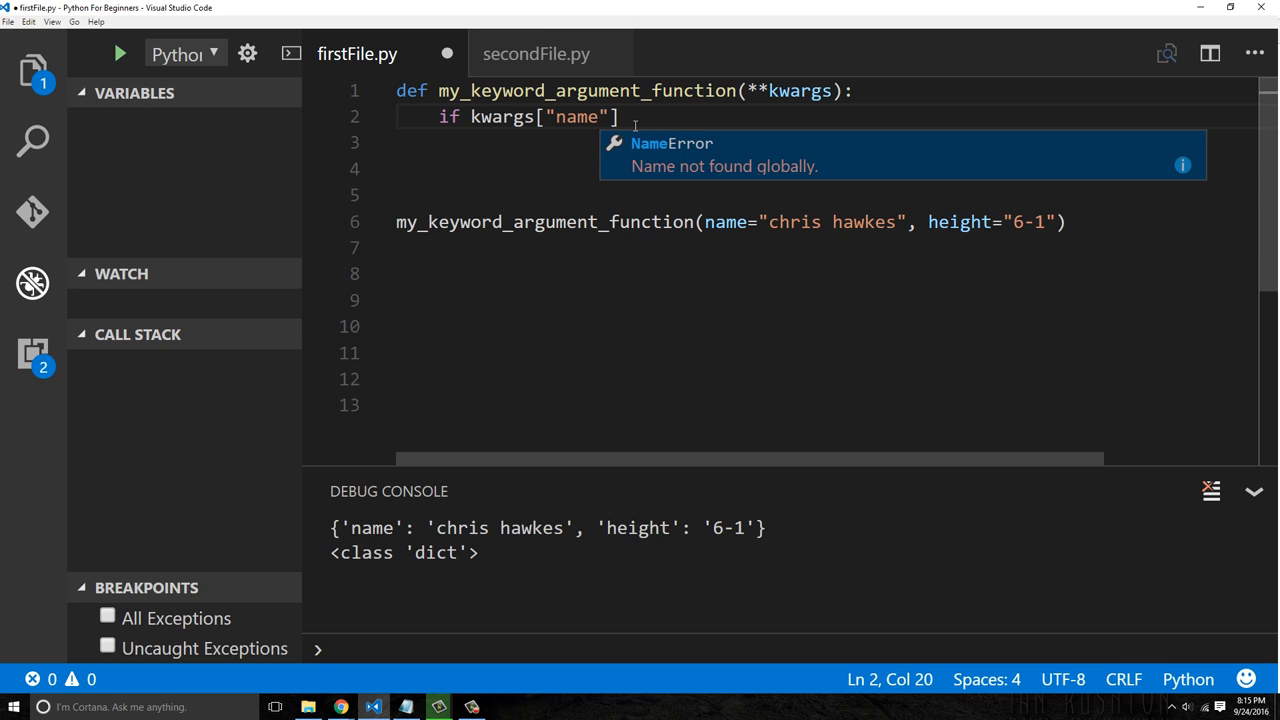 ● firstFile.py - Python For Beginners - Visual Studio Code
File Edit View Go Help
1
Pythor
firstFile.py
secondFile.py
VARIABLES
1 def my_keyword_argument_function(**kwargs):
2 if kwargs["name"]
3
NameError
Name not found globally.
4
5
6 my_keyword_argument_function(name="chris hawkes", height="6-1")
7
8
9
10
11
12
13
WATCH
CALL STACK
2
DEBUG CONSOLE
{'name': 'chris hawkes', 'height': '6-1'}
<class 'dict'>
BREAKPOINTS
All Exceptions
Uncaught Exceptions
0 0
Ln 2, Col 20 Spaces: 4 UTF-8 CRLF Python
I'm Cortana. Ask me anything.
8:15 PM
9/24/2016